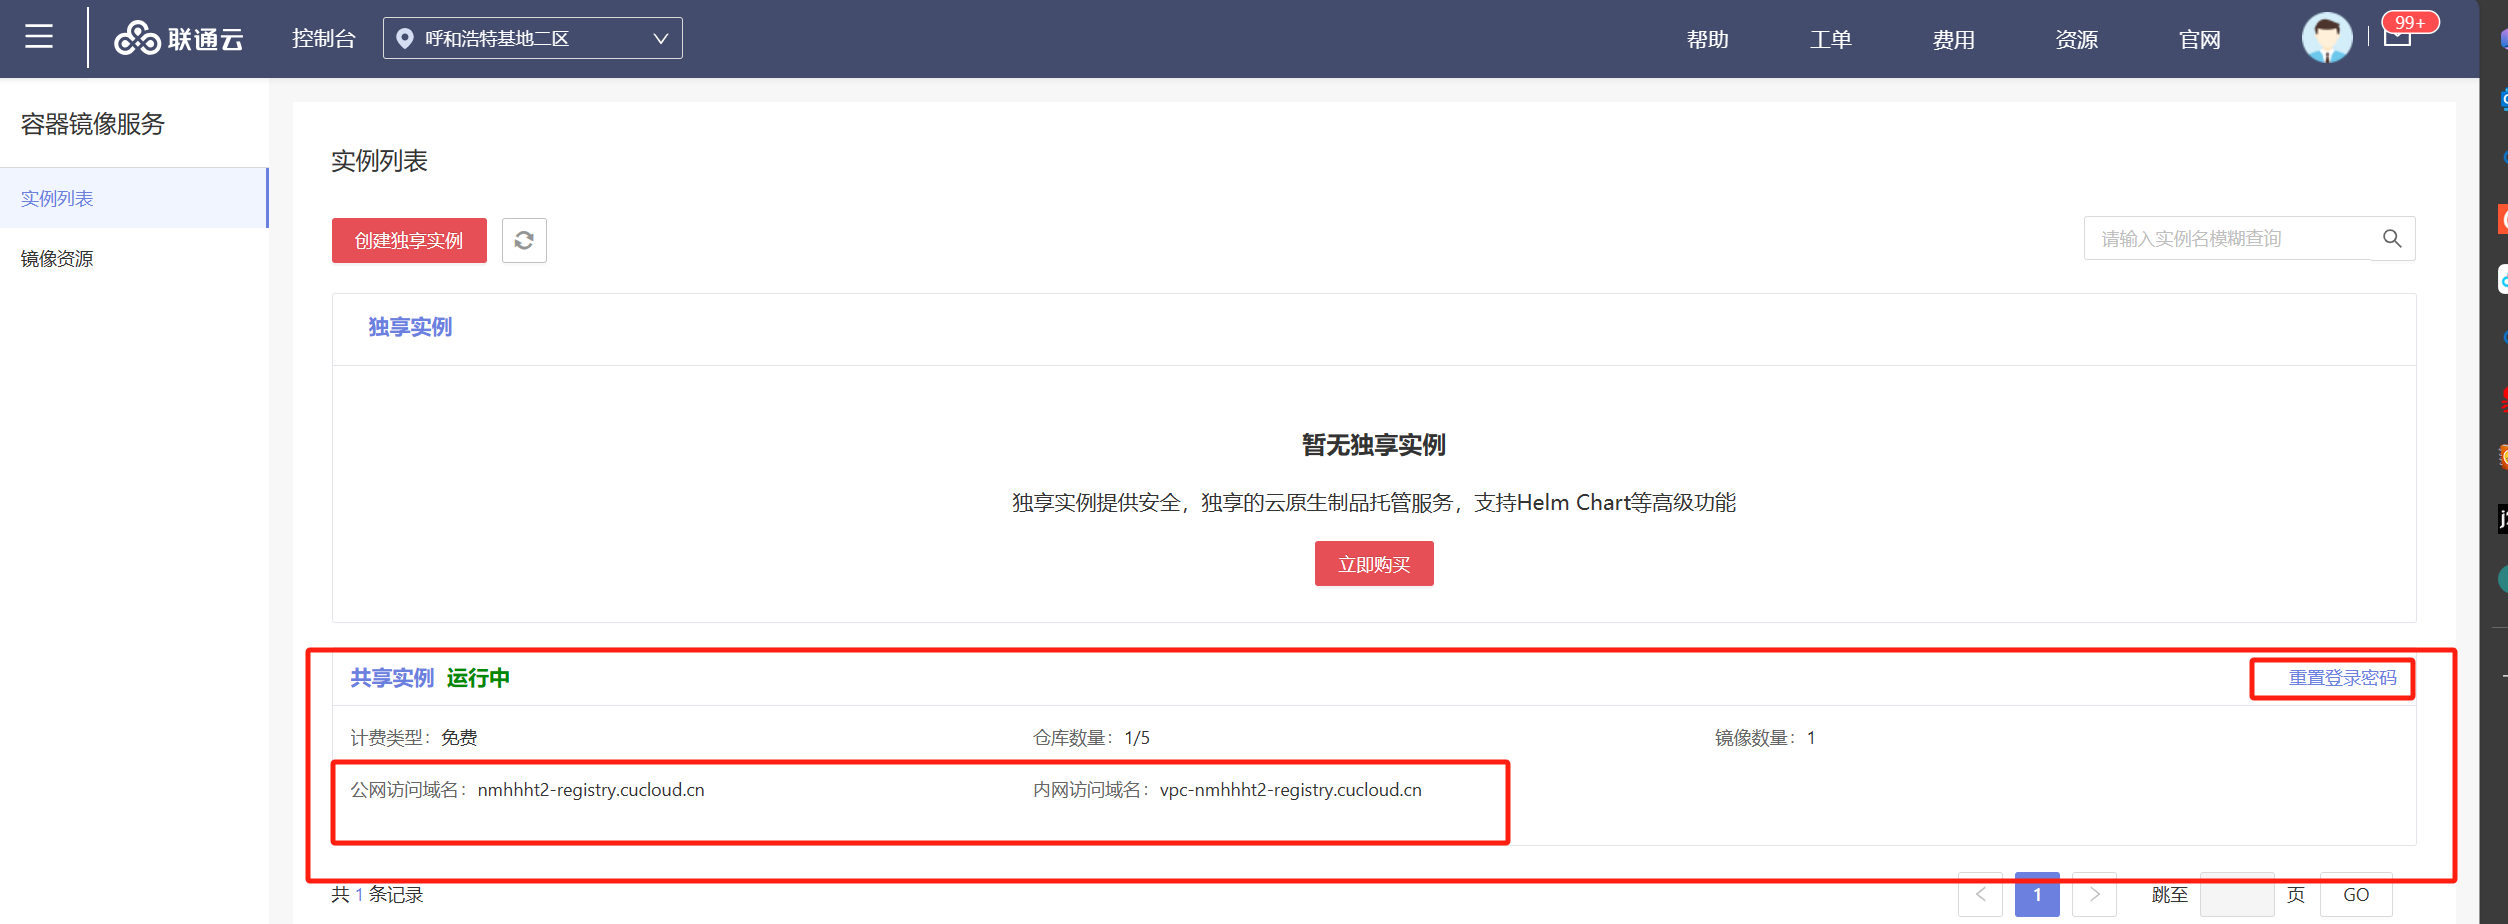 联通云
控制台
呼和浩特基地二区
帮助
工单
费用
资源
官网
99+
容器镜像服务
实例列表
镜像资源
实例列表
创建独享实例
请输入实例名模糊查询
独享实例
暂无独享实例
独享实例提供安全，独享的云原生制品托管服务，支持Helm Chart等高级功能
立即购买
共享实例 运行中
重置登录密码
计费类型：免费
仓库数量：1/5
镜像数量：1
公网访问域名：nmhhht2-registry.cucloud.cn
内网访问域名：vpc-nmhhht2-registry.cucloud.cn
共 1 条记录
< 1 > 跳至 页 GO